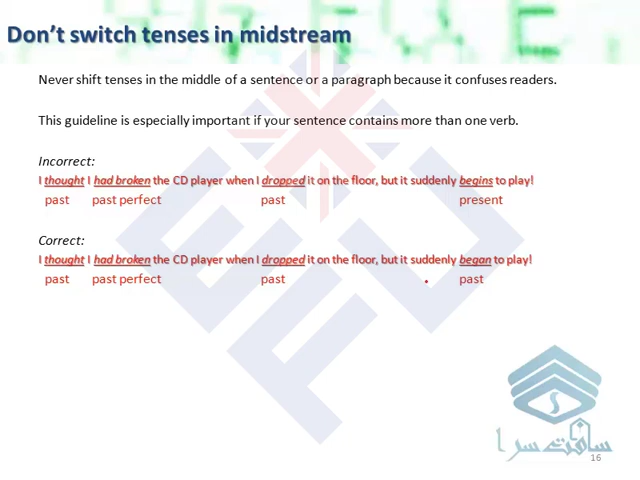 Don't switch tenses in midstream
Never shift tenses in the middle of a sentence or a paragraph because it confuses readers.
This guideline is especially important if your sentence contains more than one verb.
Incorrect:
I thought I had broken the CD player when I dropped it on the floor, but it suddenly begins to play!
past past perfect past present
Correct:
I thought I had broken the CD player when I dropped it on the floor, but it suddenly began to play!
past past perfect past past
سافت سرا
16